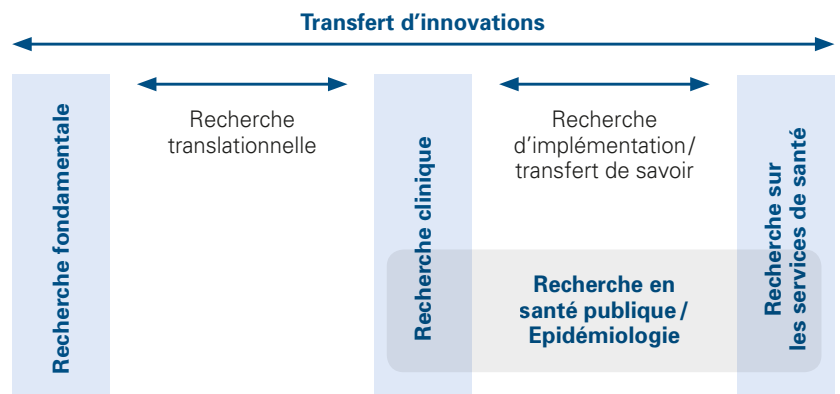 Transfert d’innovations
Recherche fondamentale
Recherche
translationnelle
Recherche clinique
Recherche
d’implémentation/
transfert de savoir
Recherche en
santé publique /
Epidémiologie
Recherche sur
les services de santé